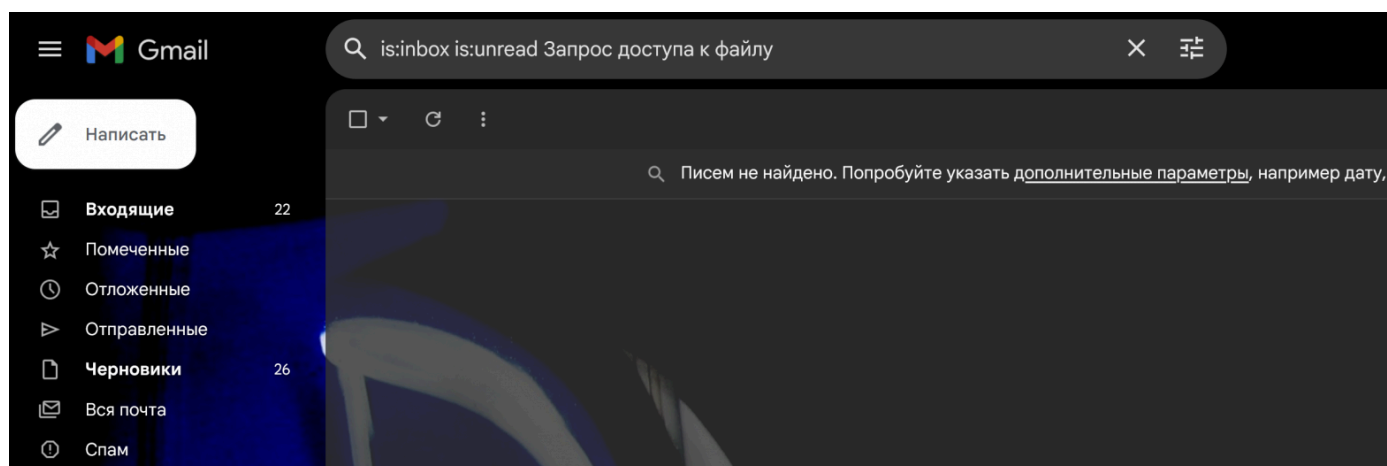 Gmail
is:inbox is:unread Запрос доступа к файлу
Написать
Писем не найдено. Попробуйте указать дополнительные параметры, например дату,
Входящие 22
Помеченные
Отложенные
Отправленные
Черновики 26
Вся почта
Спам